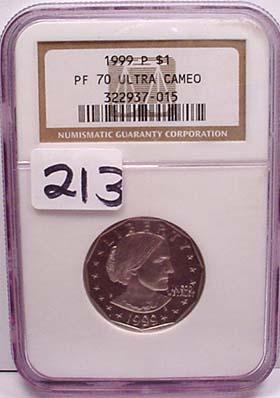 1999 P $1
PF 70 ULTRA CAMEO
322937-015
NUMISMATIC GUARANTY CORPORATION
213
LIBERTY
1999